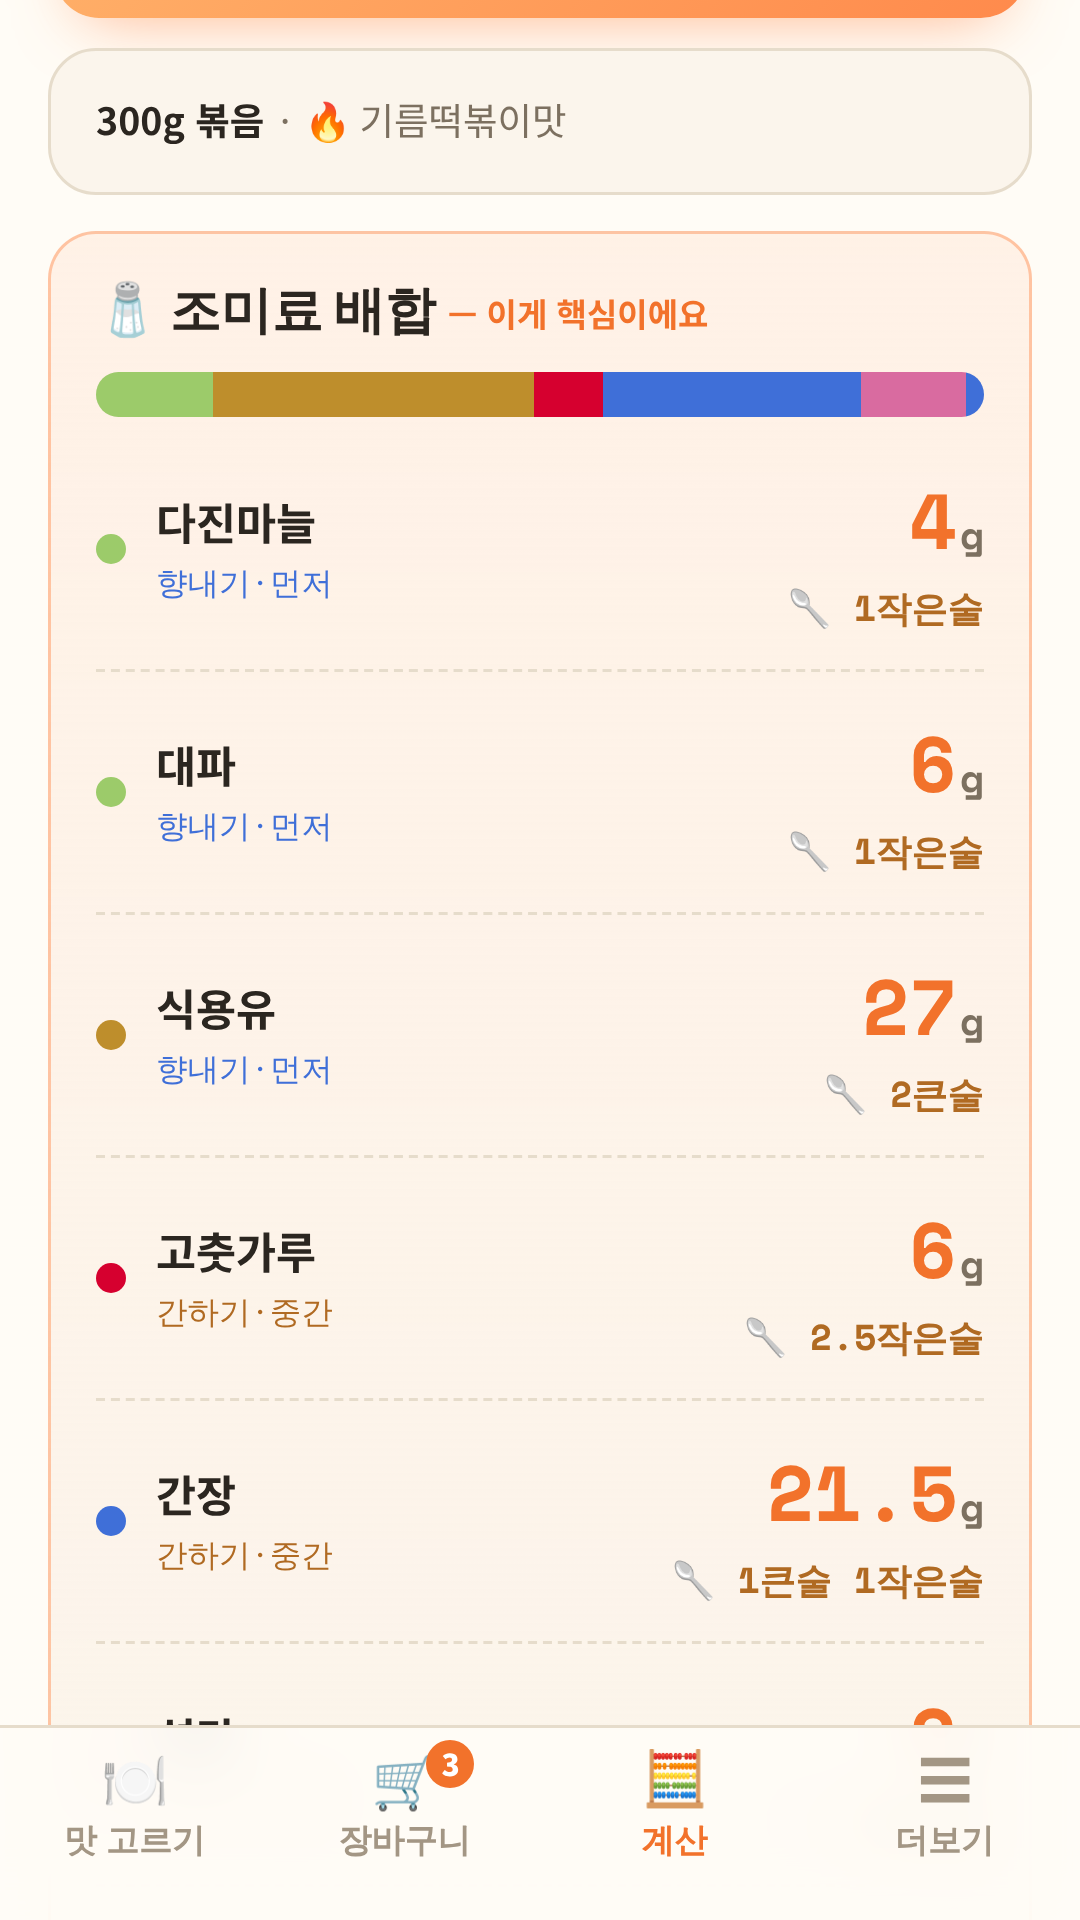 300g 볶음 · 🔥 기름떡볶이맛
🧂 조미료 배합 — 이게 핵심이에요
다진마늘
4g
향내기·먼저
🥄 1작은술
대파
6g
향내기·먼저
🥄 1작은술
식용유
27g
향내기·먼저
🥄 2큰술
고춧가루
6g
간하기·중간
🥄 2.5작은술
간장
21.5g
간하기·중간
🥄 1큰술 1작은술
3
맛 고르기
장바구니
계산
더보기